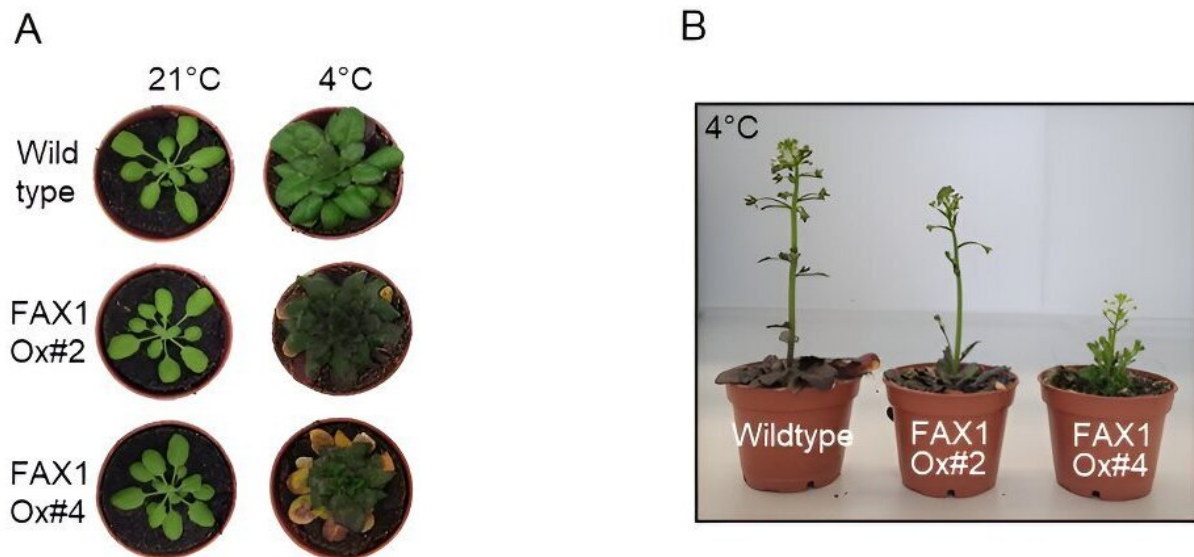 A
21°C
4°C
Wild
type
FAX1
Ox#2
FAX1
Ox#4
B
4°C
Wildtype
FAX1
Ox#2
FAX1
Ox#4